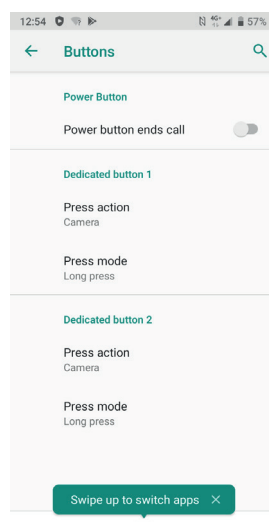 12:54 4G+ 57%
Buttons
Power Button
Power button ends call
Dedicated button 1
Press action
Camera
Press mode
Long press
Dedicated button 2
Press action
Camera
Press mode
Long press
Swipe up to switch apps